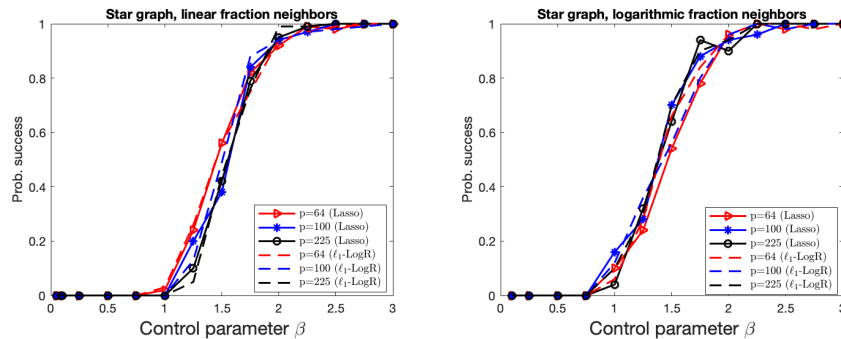 Star graph, linear fraction neighbors
Prob. success
1
0.8
0.6
0.4
0.2
0
0
0.5
1
1.5
2
2.5
3
p=64 (Lasso)
p=100 (Lasso)
p=225 (Lasso)
p=64 (ℓ₁-LogR)
p=100 (ℓ₁-LogR)
p=225 (ℓ₁-LogR)
Control parameter β
Star graph, logarithmic fraction neighbors
Prob. success
1
0.8
0.6
0.4
0.2
0
0
0.5
1
1.5
2
2.5
3
p=64 (Lasso)
p=100 (Lasso)
p=225 (Lasso)
p=64 (ℓ₁-LogR)
p=100 (ℓ₁-LogR)
p=225 (ℓ₁-LogR)
Control parameter β